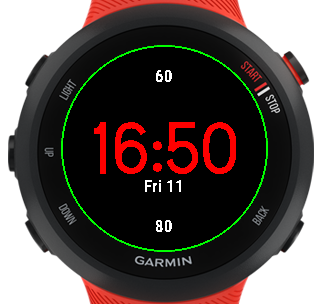 60
START
STOP
LIGHT
16:50
UP
Fri 11
DOWN
80
BACK
GARMIN